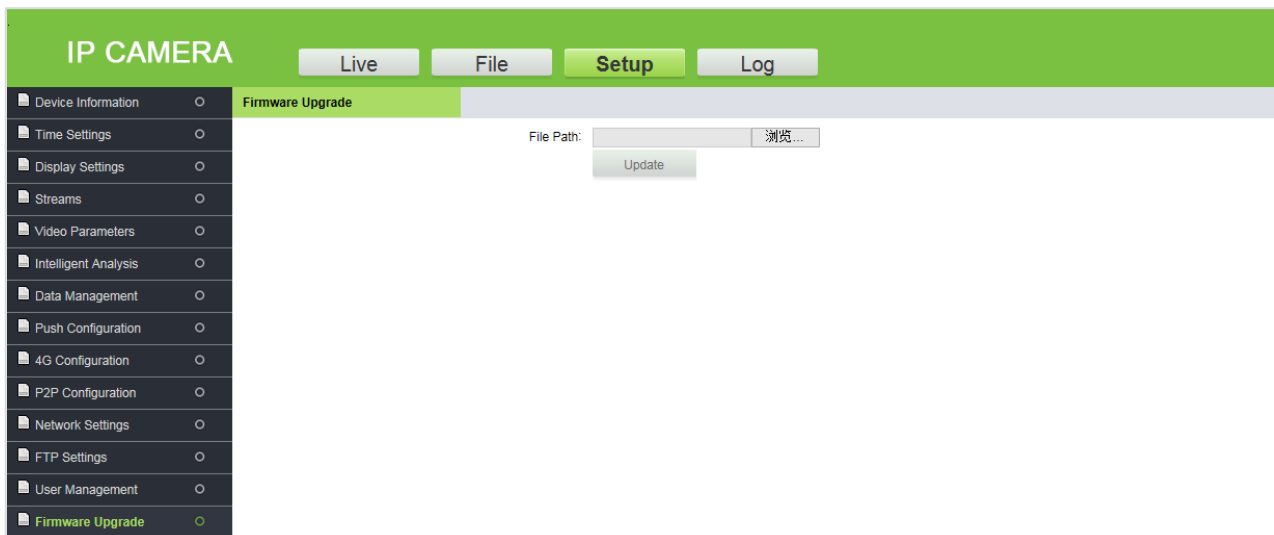 IP CAMERA
Live File Setup Log
Device Information
Firmware Upgrade
Time Settings
File Path:
浏览...
Display Settings
Update
Streams
Video Parameters
Intelligent Analysis
Data Management
Push Configuration
4G Configuration
P2P Configuration
Network Settings
FTP Settings
User Management
Firmware Upgrade